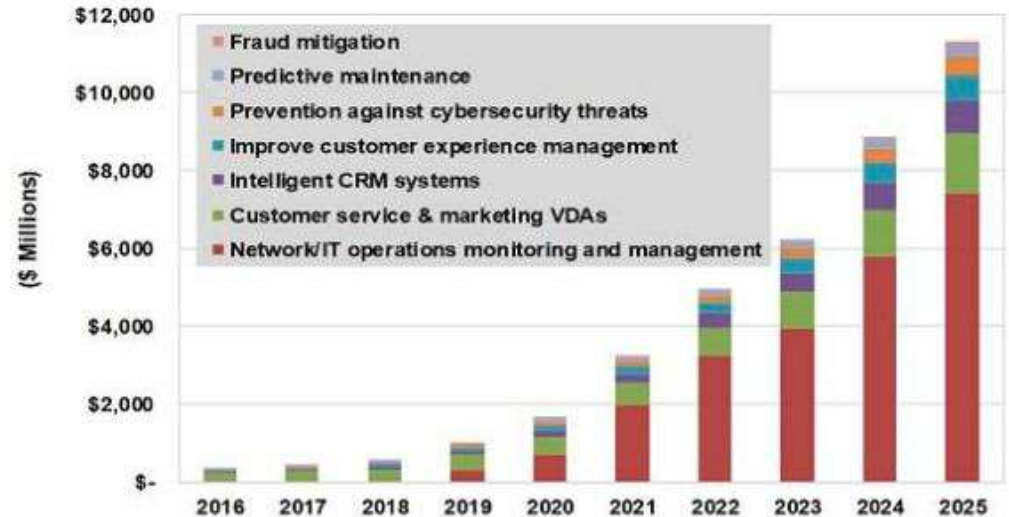 $12,000
Fraud mitigation
Predictive maintenance
$10,000
Prevention against cybersecurity threats
Improve customer experience management
$8,000
Intelligent CRM systems
Customer service & marketing VDAs
$6,000
Network/IT operations monitoring and management
($ Millions)
$4,000
$2,000
$-
2016 2017 2018 2019 2020 2021 2022 2023 2024 2025